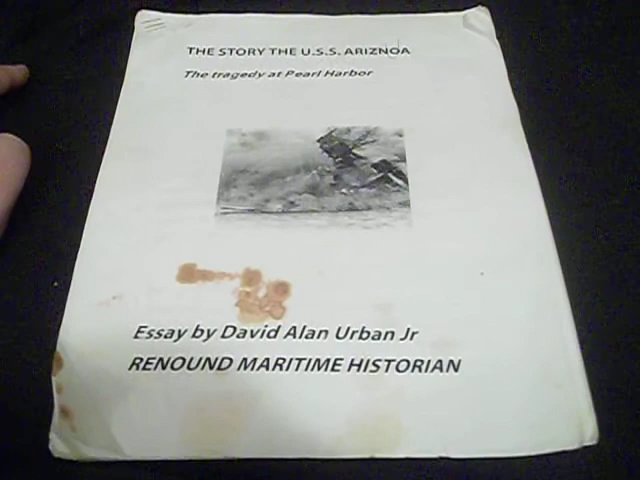 THE STORY THE U.S.S. ARIZNOA
The tragedy at Pearl Harbor
Essay by David Alan Urban Jr
RENOUND MARITIME HISTORIAN